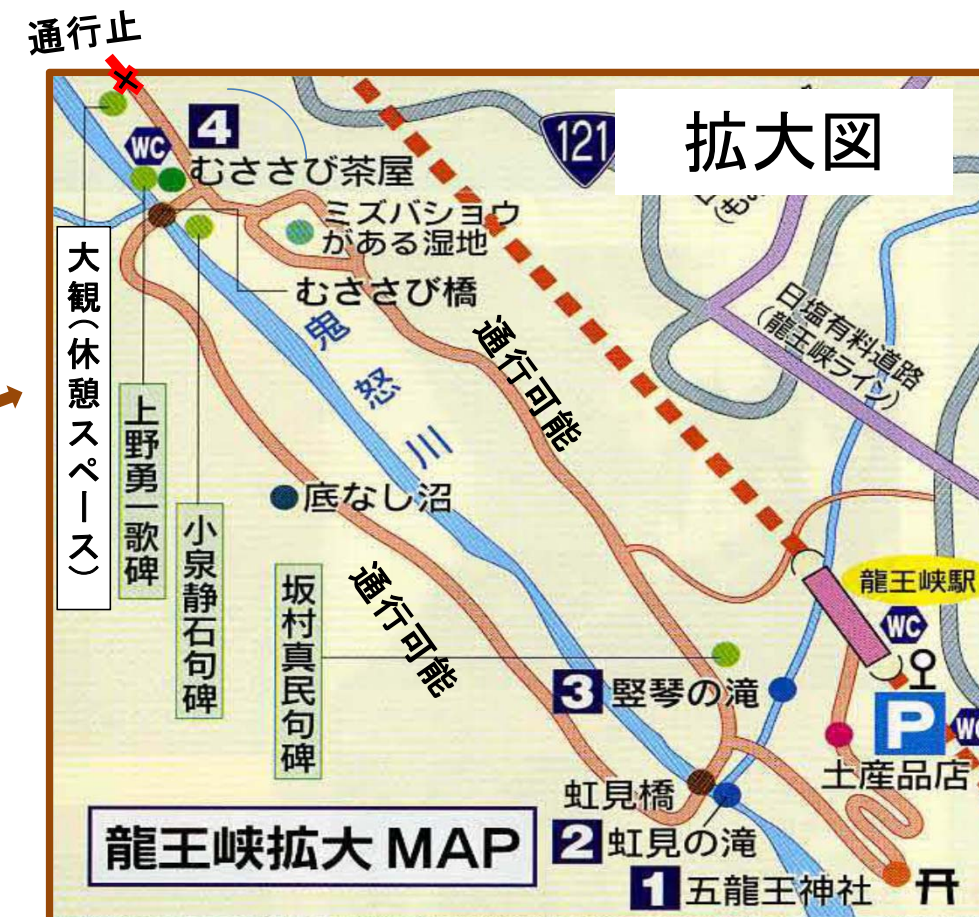 通行止
拡大図
121
4
WC
むささび茶屋
ミズバショウ
がある湿地
むささび橋
大観(休憩スペース)
鬼怒川
通行可能
日塩有料道路
(龍王峡ライン)
上野勇一歌碑
底なし沼
小泉静石句碑
坂村真民句碑
通行可能
龍王峡駅
WC
3 竪琴の滝
P
WC
土産品店
虹見橋
2 虹見の滝
1 五龍王神社
龍王峡拡大 MAP